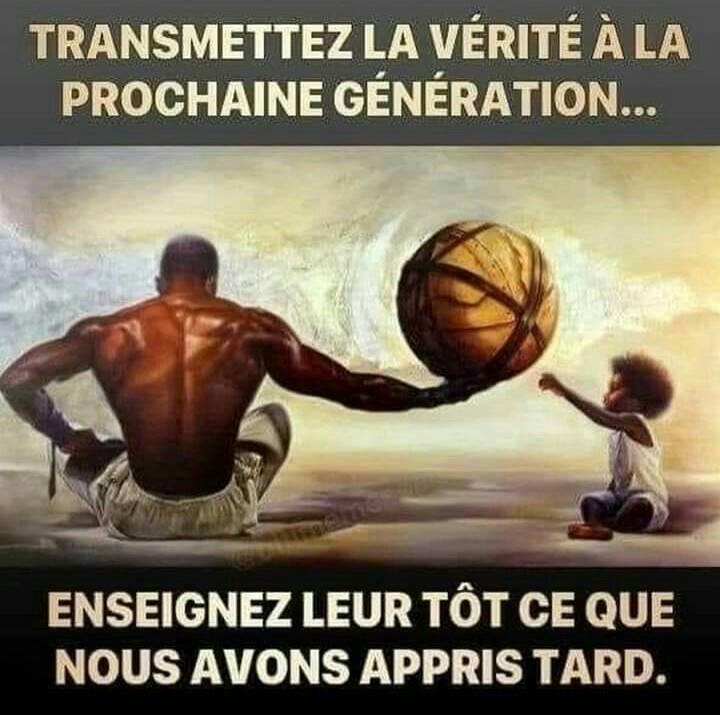 TRANSMETTEZ LA VÉRITÉ À LA
PROCHAINE GÉNÉRATION...
ENSEIGNEZ LEUR TÔT CE QUE
NOUS AVONS APPRIS TARD.